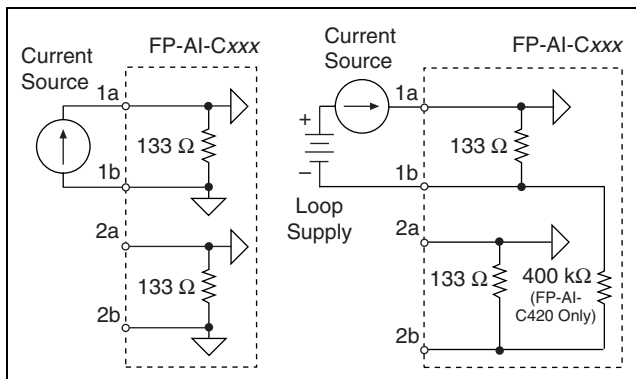 FP-AI-Cxxx
Current
Source
1a
133 Ω
1b
2a
133 Ω
2b
Current
Source
FP-AI-Cxxx
1a
+
133 Ω
−
1b
Loop
Supply
2a
133 Ω
400 kΩ
(FP-AI-
C420 Only)
2b